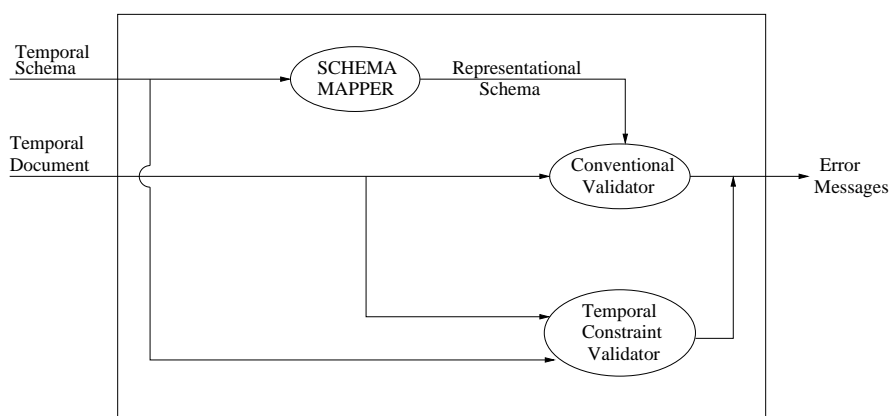 Temporal
Schema
SCHEMA
MAPPER
Representational
Schema
Temporal
Document
Conventional
Validator
Error
Messages
Temporal
Constraint
Validator